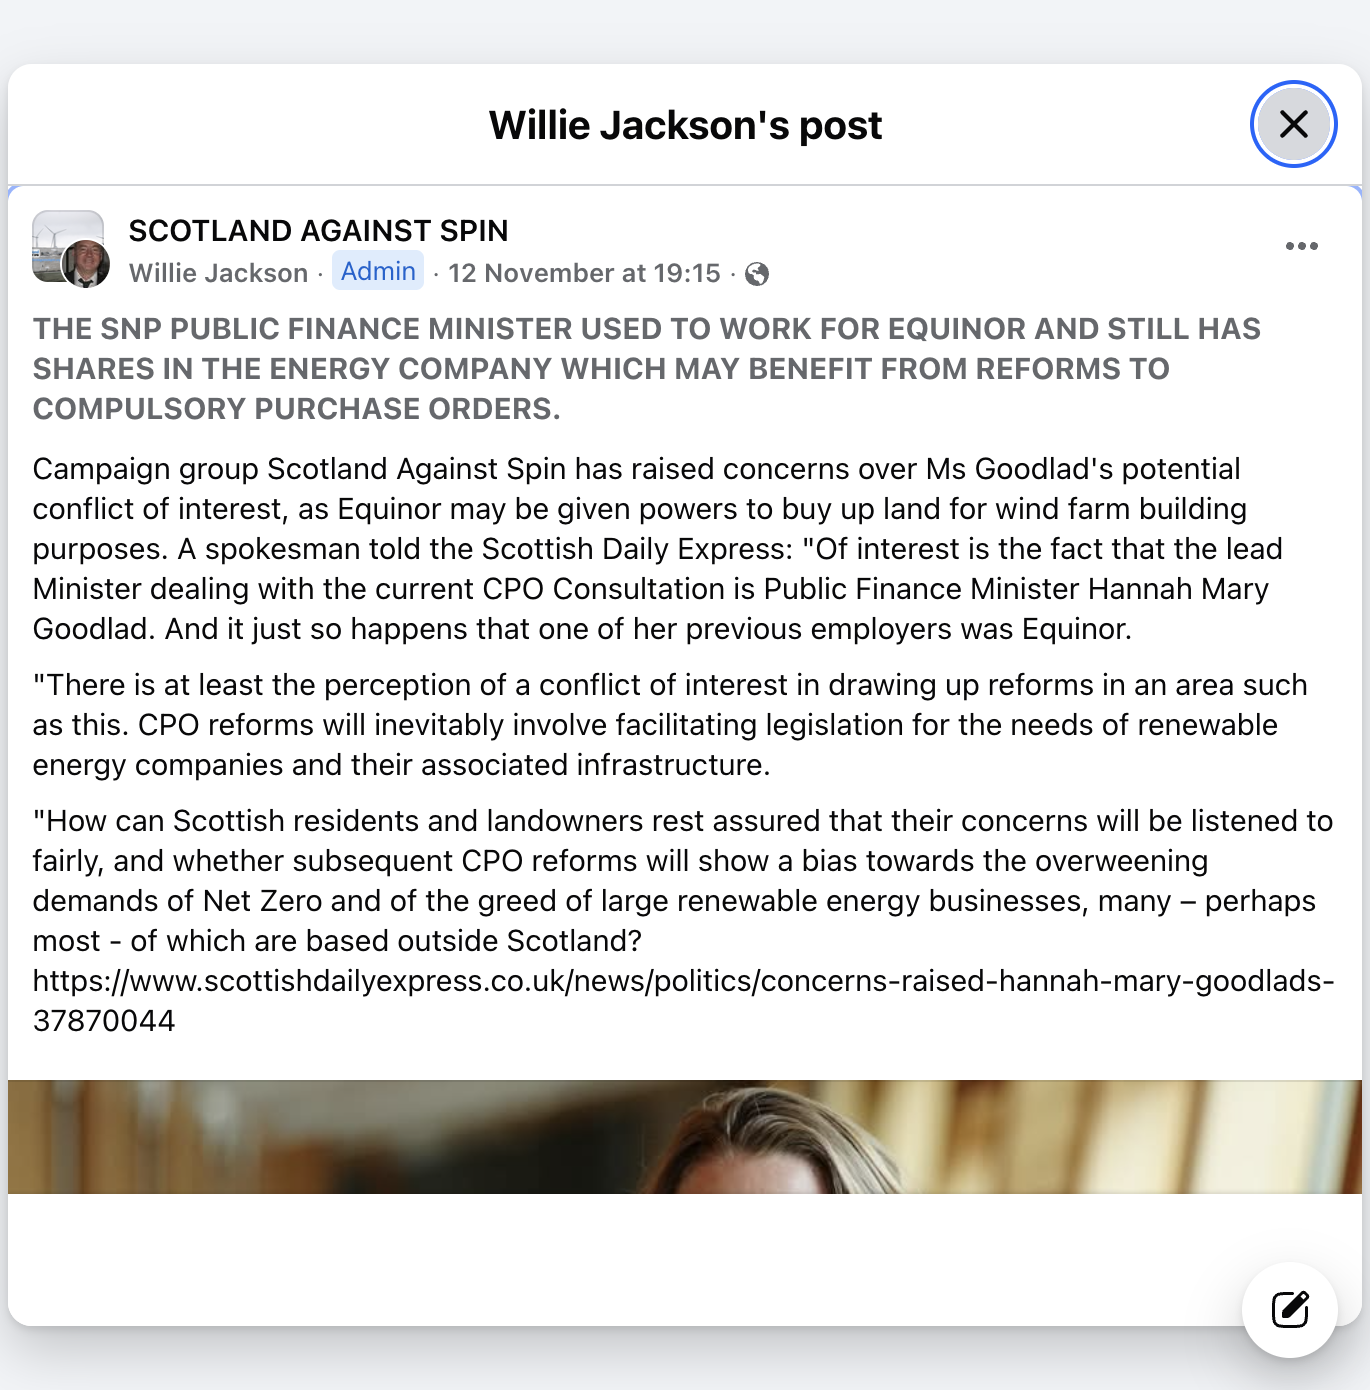 Willie Jackson's post
SCOTLAND AGAINST SPIN
Willie Jackson · Admin · 12 November at 19:15 ·
THE SNP PUBLIC FINANCE MINISTER USED TO WORK FOR EQUINOR AND STILL HAS
SHARES IN THE ENERGY COMPANY WHICH MAY BENEFIT FROM REFORMS TO
COMPULSORY PURCHASE ORDERS.
Campaign group Scotland Against Spin has raised concerns over Ms Goodlad's potential
conflict of interest, as Equinor may be given powers to buy up land for wind farm building
purposes. A spokesman told the Scottish Daily Express: "Of interest is the fact that the lead
Minister dealing with the current CPO Consultation is Public Finance Minister Hannah Mary
Goodlad. And it just so happens that one of her previous employers was Equinor.
"There is at least the perception of a conflict of interest in drawing up reforms in an area such
as this. CPO reforms will inevitably involve facilitating legislation for the needs of renewable
energy companies and their associated infrastructure.
"How can Scottish residents and landowners rest assured that their concerns will be listened to
fairly, and whether subsequent CPO reforms will show a bias towards the overweening
demands of Net Zero and of the greed of large renewable energy businesses, many – perhaps
most - of which are based outside Scotland?
https://www.scottishdailyexpress.co.uk/news/politics/concerns-raised-hannah-mary-goodlads-
37870044